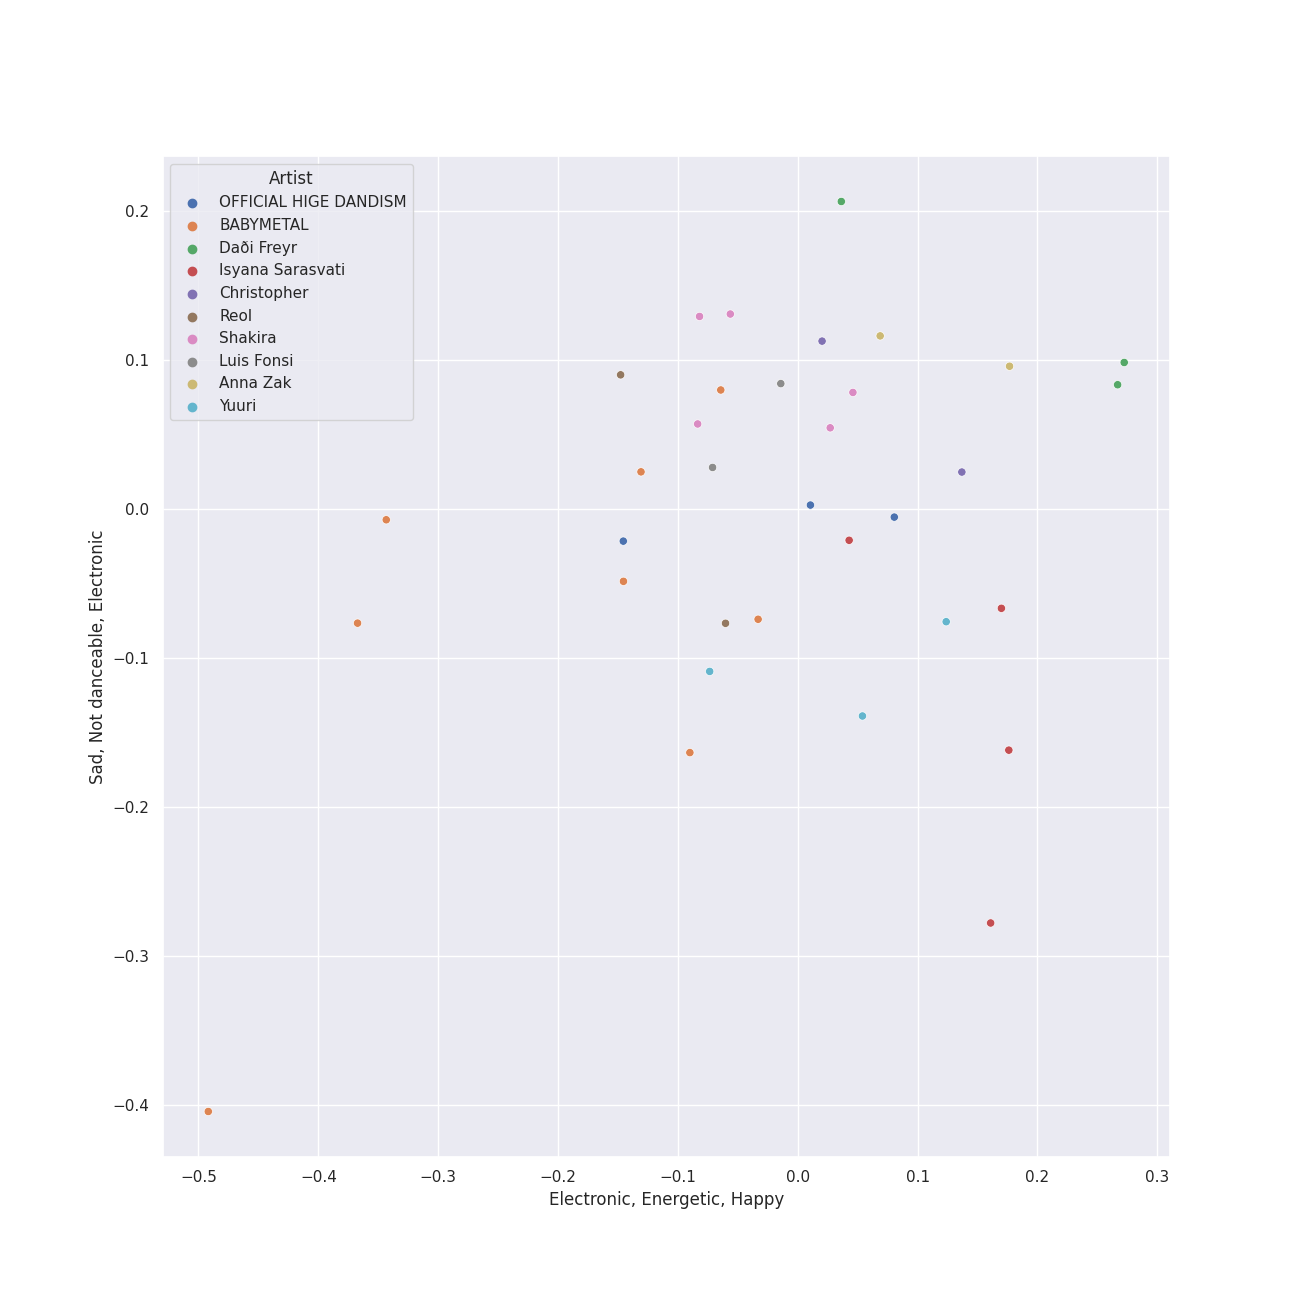 Artist
OFFICIAL HIGE DANDISM
BABYMETAL
Daði Freyr
Isyana Sarasvati
Christopher
Reol
Shakira
Luis Fonsi
Anna Zak
Yuuri
0.2
0.1
0.0
−0.1
−0.2
−0.3
−0.4
Sad, Not danceable, Electronic
−0.5 −0.4 −0.3 −0.2 −0.1 0.0 0.1 0.2 0.3
Electronic, Energetic, Happy